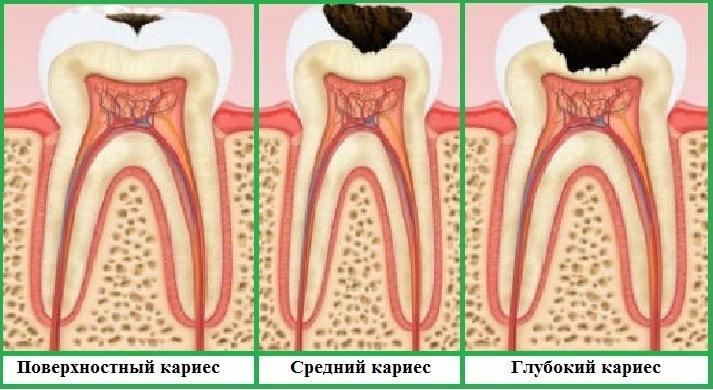 Поверхностный кариес
Средний кариес
Глубокий кариес